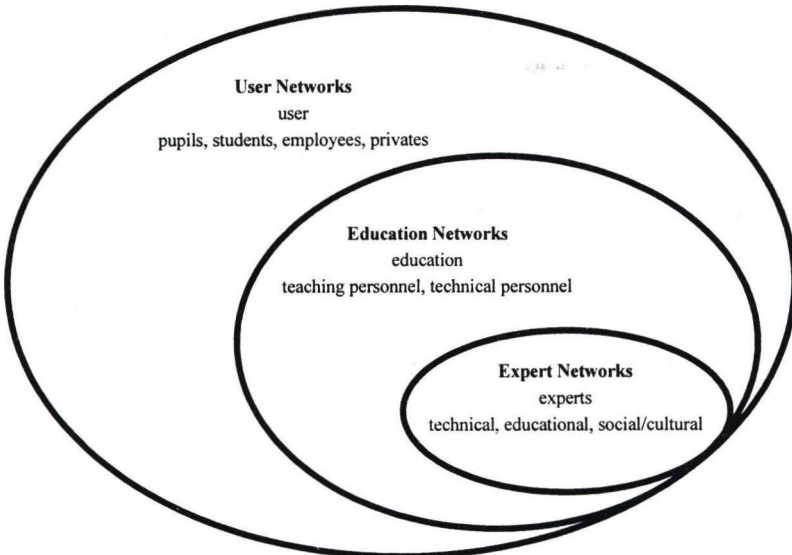 User Networks
user
pupils, students, employees, privates
Education Networks
education
teaching personnel, technical personnel
Expert Networks
experts
technical, educational, social/cultural